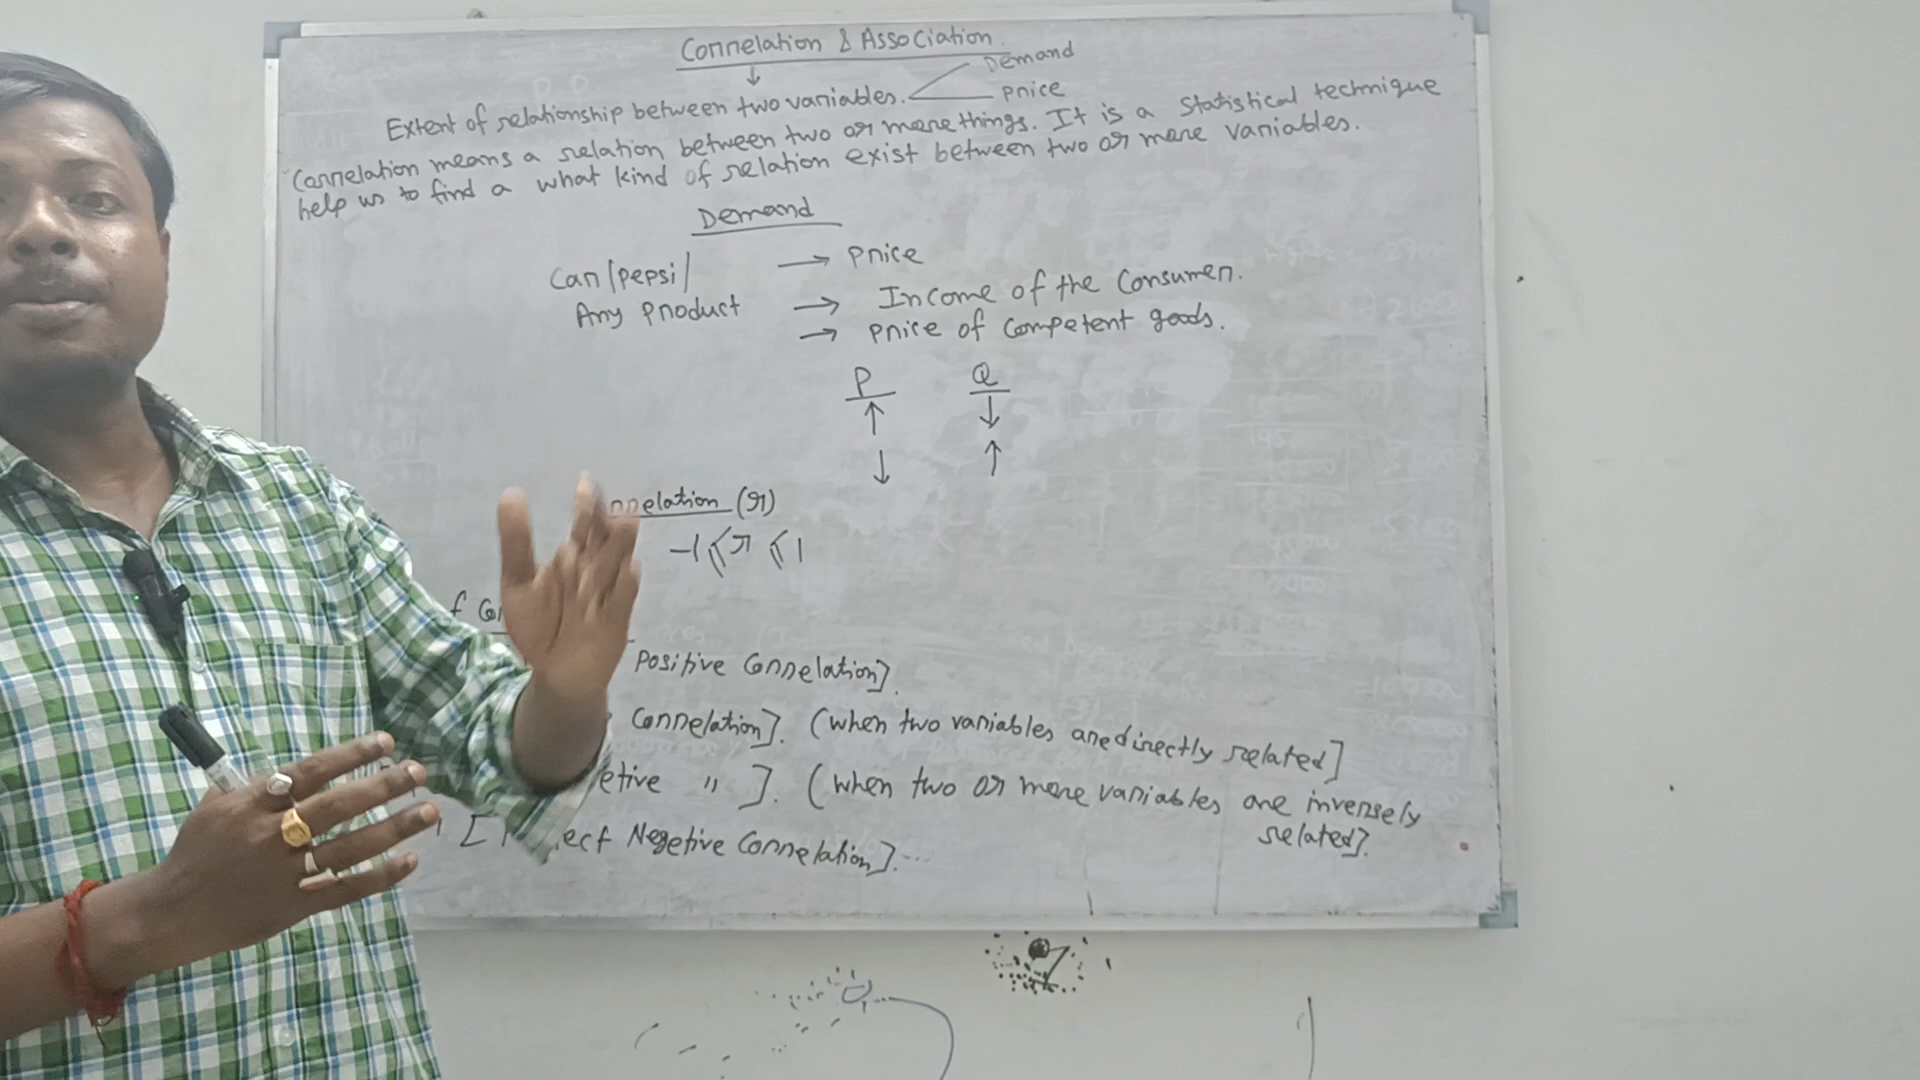 Correlation & Association
Demand
Extent of relationship between two variables.
price
Correlation means a relation between two or more things. It is a statistical technique
help us to find a what kind of relation exist between two or more variables.
Demand
Car/pepsi/
Any product
→ price
→ Income of the Consumer.
→ price of Competent goods.
P Q
↑ ↓
↓ ↑
rrelation (r)
-1 ⩽ r ⩽ 1
f Co
Positive Correlation].
Correlation]. (when two variables are directly related]
etive " ]. (when two or more variables are inversely
related].
ect Negetive Correlation]...